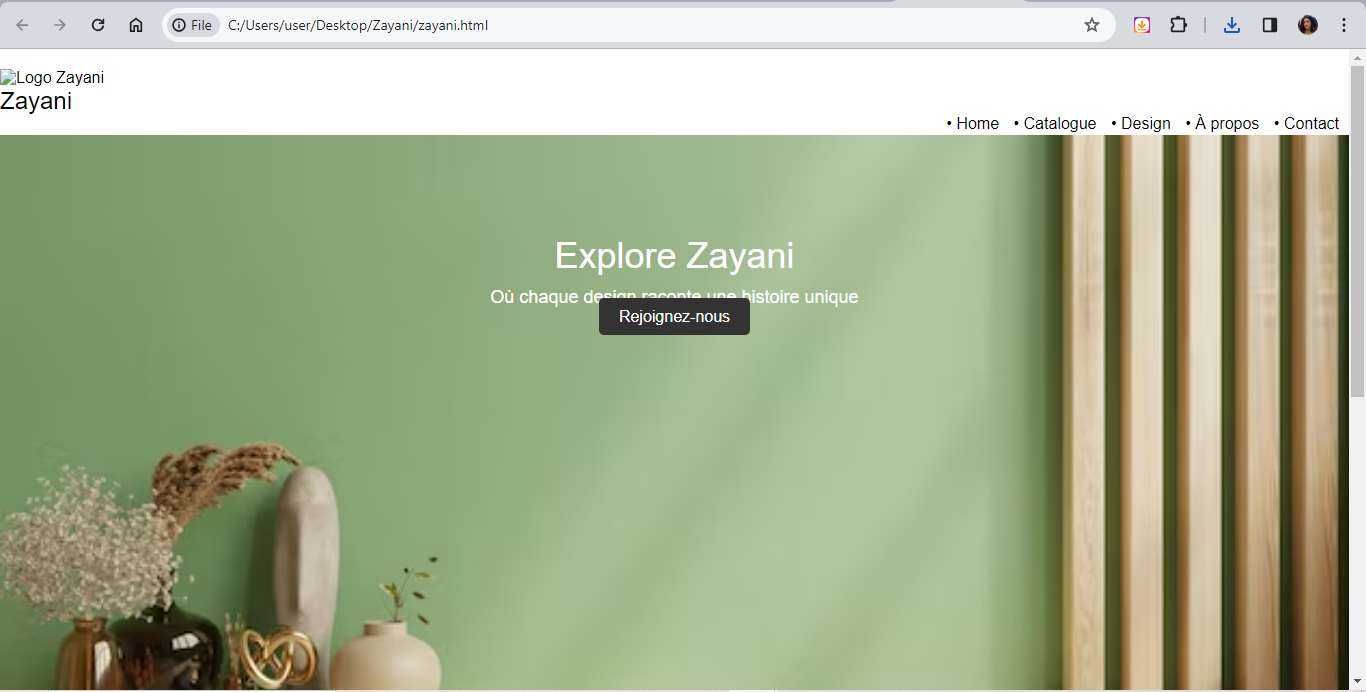 File C:/Users/user/Desktop/Zayani/zayani.html
Logo Zayani
Zayani
• Home • Catalogue • Design • À propos • Contact
Explore Zayani
Où chaque design raconte une histoire unique
Rejoignez-nous